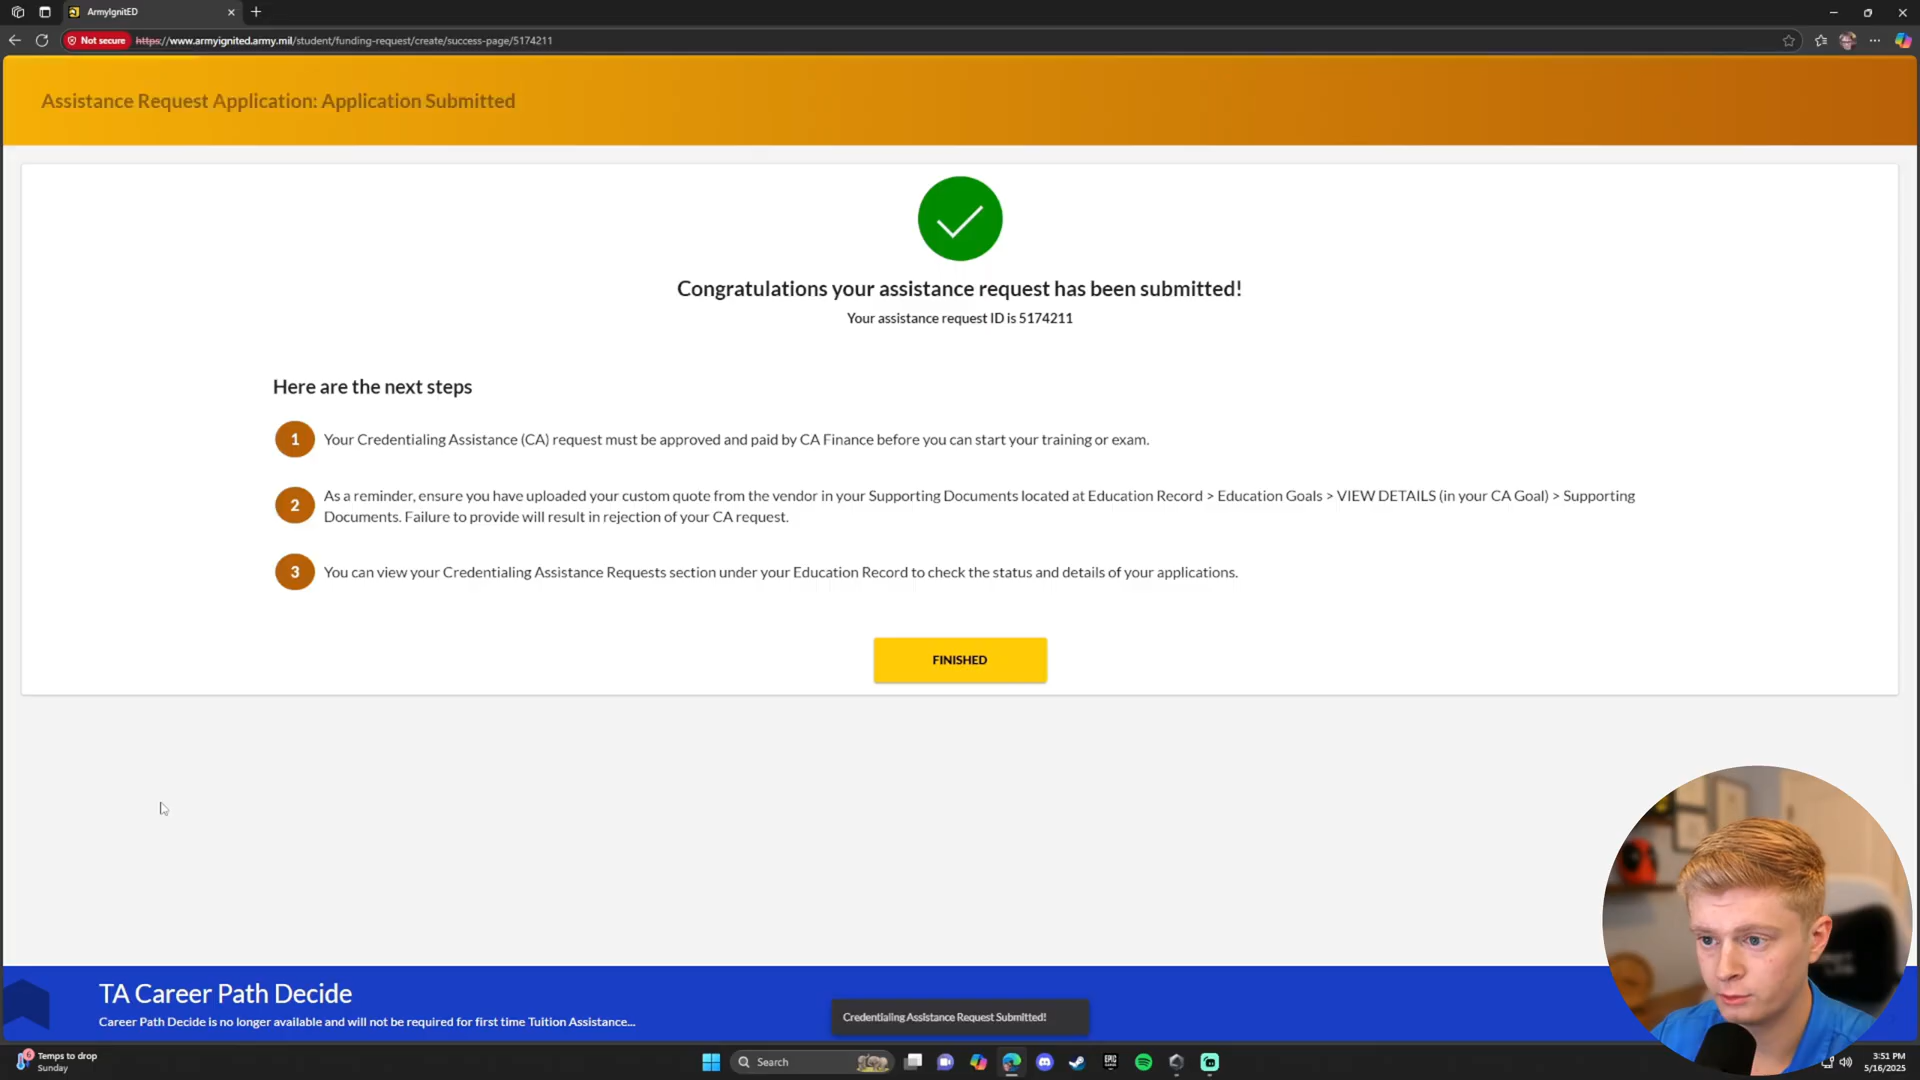 ArmyIgnitED
Not secure
https://www.armyignited.army.mil/student/funding-request/create/success-page/5174211
Assistance Request Application: Application Submitted
Congratulations your assistance request has been submitted!
Your assistance request ID is 5174211
Here are the next steps
1 Your Credentialing Assistance (CA) request must be approved and paid by CA Finance before you can start your training or exam.
2 As a reminder, ensure you have uploaded your custom quote from the vendor in your Supporting Documents located at Education Record > Education Goals > VIEW DETAILS (in your CA Goal) > Supporting
Documents. Failure to provide will result in rejection of your CA request.
3 You can view your Credentialing Assistance Requests section under your Education Record to check the status and details of your applications.
FINISHED
TA Career Path Decide
Career Path Decide is no longer available and will not be required for first time Tuition Assistance...
Credentialing Assistance Request Submitted!
Temps to drop
Sunday
Search
3:51 PM
5/16/2025